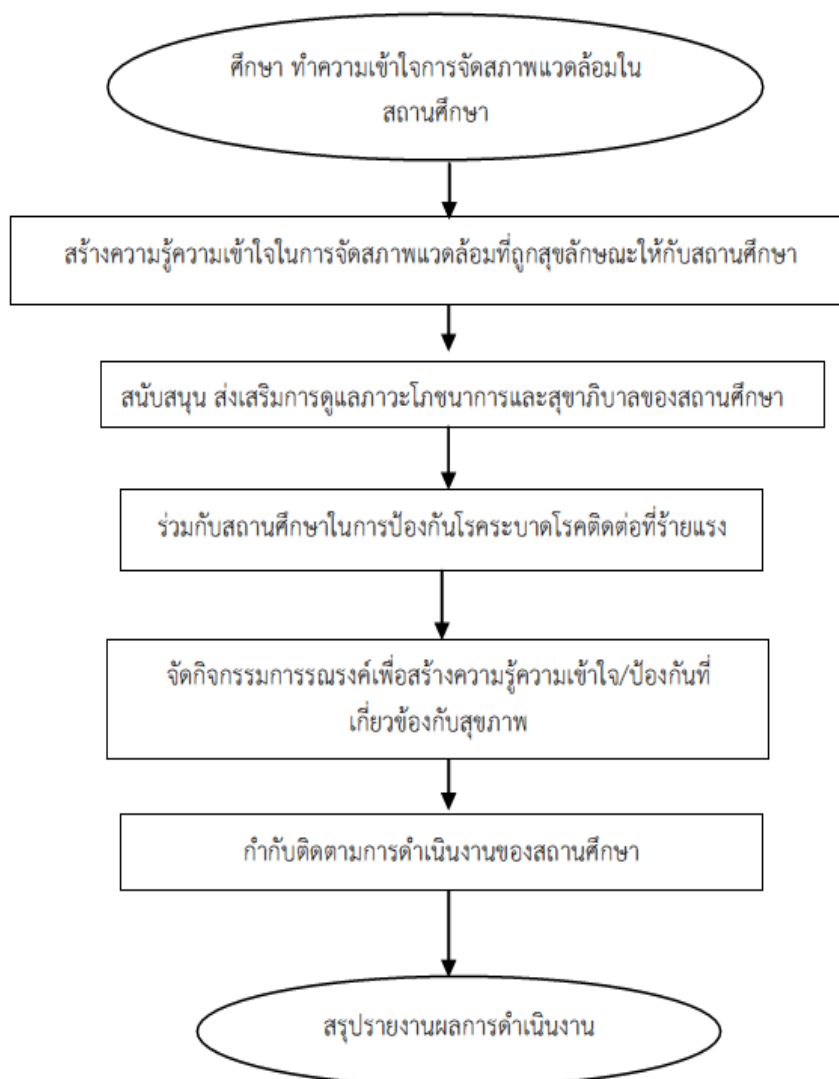 ศึกษา ทำความเข้าใจการจัดสภาพแวดล้อมใน
สถานศึกษา
สร้างความรู้ความเข้าใจในการจัดสภาพแวดล้อมที่ถูกสุขลักษณะให้กับสถานศึกษา
สนับสนุน ส่งเสริมการดูแลภาวะโภชนาการและสุขาภิบาลของสถานศึกษา
ร่วมกับสถานศึกษาในการป้องกันโรคระบาดโรคติดต่อที่ร้ายแรง
จัดกิจกรรมการรณรงค์เพื่อสร้างความรู้ความเข้าใจ/ป้องกันที่
เกี่ยวข้องกับสุขภาพ
กำกับติดตามการดำเนินงานของสถานศึกษา
สรุปรายงานผลการดำเนินงาน